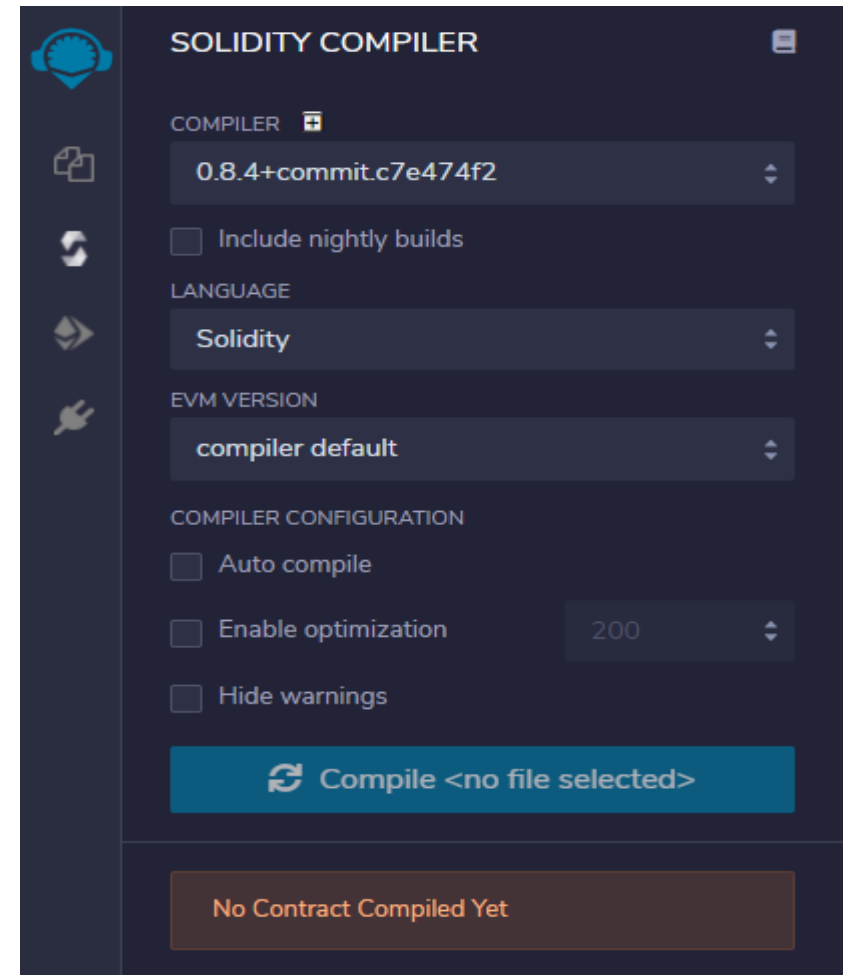 SOLIDITY COMPILER
COMPILER
0.8.4+commit.c7e474f2
Include nightly builds
LANGUAGE
Solidity
EVM VERSION
compiler default
COMPILER CONFIGURATION
Auto compile
Enable optimization 200
Hide warnings
Compile <no file selected>
No Contract Compiled Yet